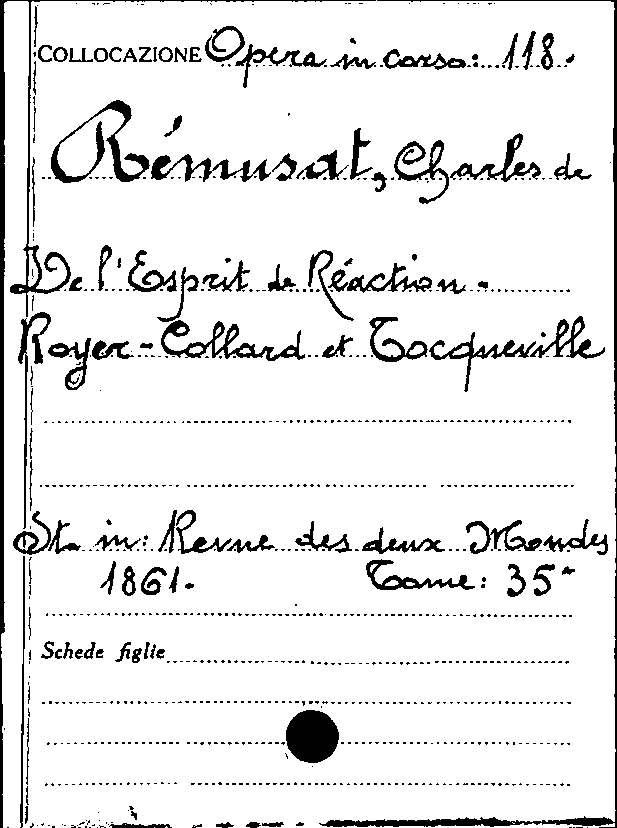 COLLOCAZIONE Opera in corso: 118.
Rémusat, Charles de
De l'Esprit de Réaction.
Royer-Collard et Tocqueville
St. in: Revue des deux Mondes
1861. Tome: 35
Schede figlie